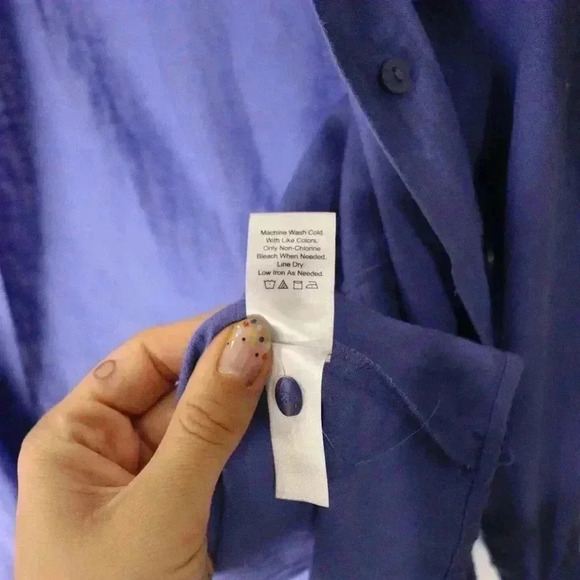 Machine Wash Cold.
With Like Colors.
Only Non-Chlorine
Bleach When Needed.
Line Dry.
Low Iron As Needed.